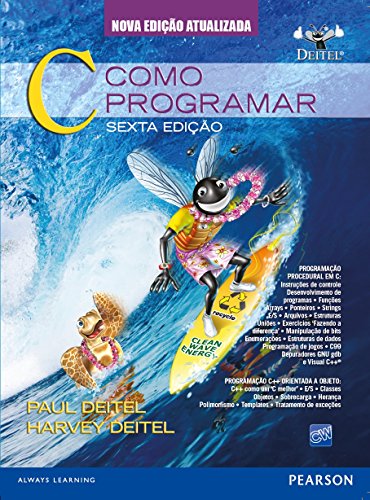 NOVA EDIÇÃO ATUALIZADA
DEITEL®
C COMO
PROGRAMAR
SEXTA EDIÇÃO
recycle
CLEAN
WAVE
ENERGY
PROGRAMAÇÃO
PROCEDURAL EM C:
Instruções de controle
Desenvolvimento de
programas • Funções
Arrays • Ponteiros • Strings
E/S • Arquivos • Estruturas
Uniões • Exercícios 'Fazendo a
diferença' • Manipulação de bits
Enumerações • Estruturas de dados
Programação de jogos • C99
Depuradores GNU gdb
e Visual C++®
PROGRAMAÇÃO C++ ORIENTADA A OBJETO:
C++ como um "C melhor" • E/S • Classes
Objetos • Sobrecarga • Herança
Polimorfismo • Templates • Tratamento de exceções
PAUL DEITEL
HARVEY DEITEL
CW
ALWAYS LEARNING
PEARSON